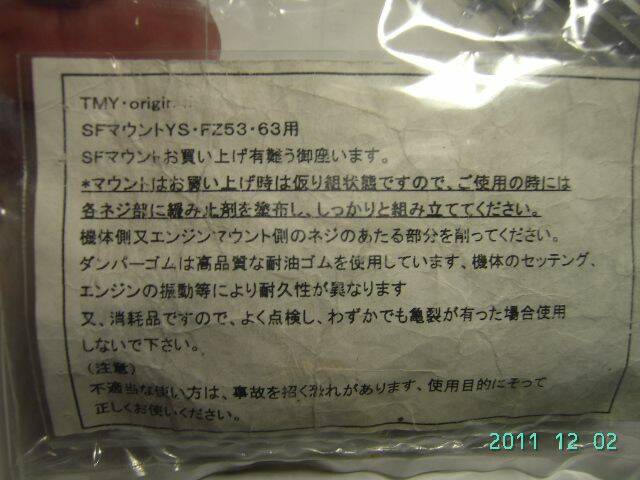 TMY・origin
SFマウントYS・FZ53・63用
SFマウントお買い上げ有難う御座います。
*マウントはお買い上げ時は仮り組状態ですので、ご使用の時には
各ネジ部に緩み止剤を塗布し、しっかりと組み立ててください。
機体側又エンジンマウント側のネジのあたる部分を削ってください。
ダンパーゴムは高品質な耐油ゴムを使用しています、機体のセッテング、
エンジンの振動等により耐久性が異なります
又、消耗品ですので、よく点検し、わずかでも亀裂が有った場合使用
しないで下さい。
(注意)
不適当な使い方は、事故を招く恐れがあります、使用目的にそって
正しくお使いください。
2011 12 02